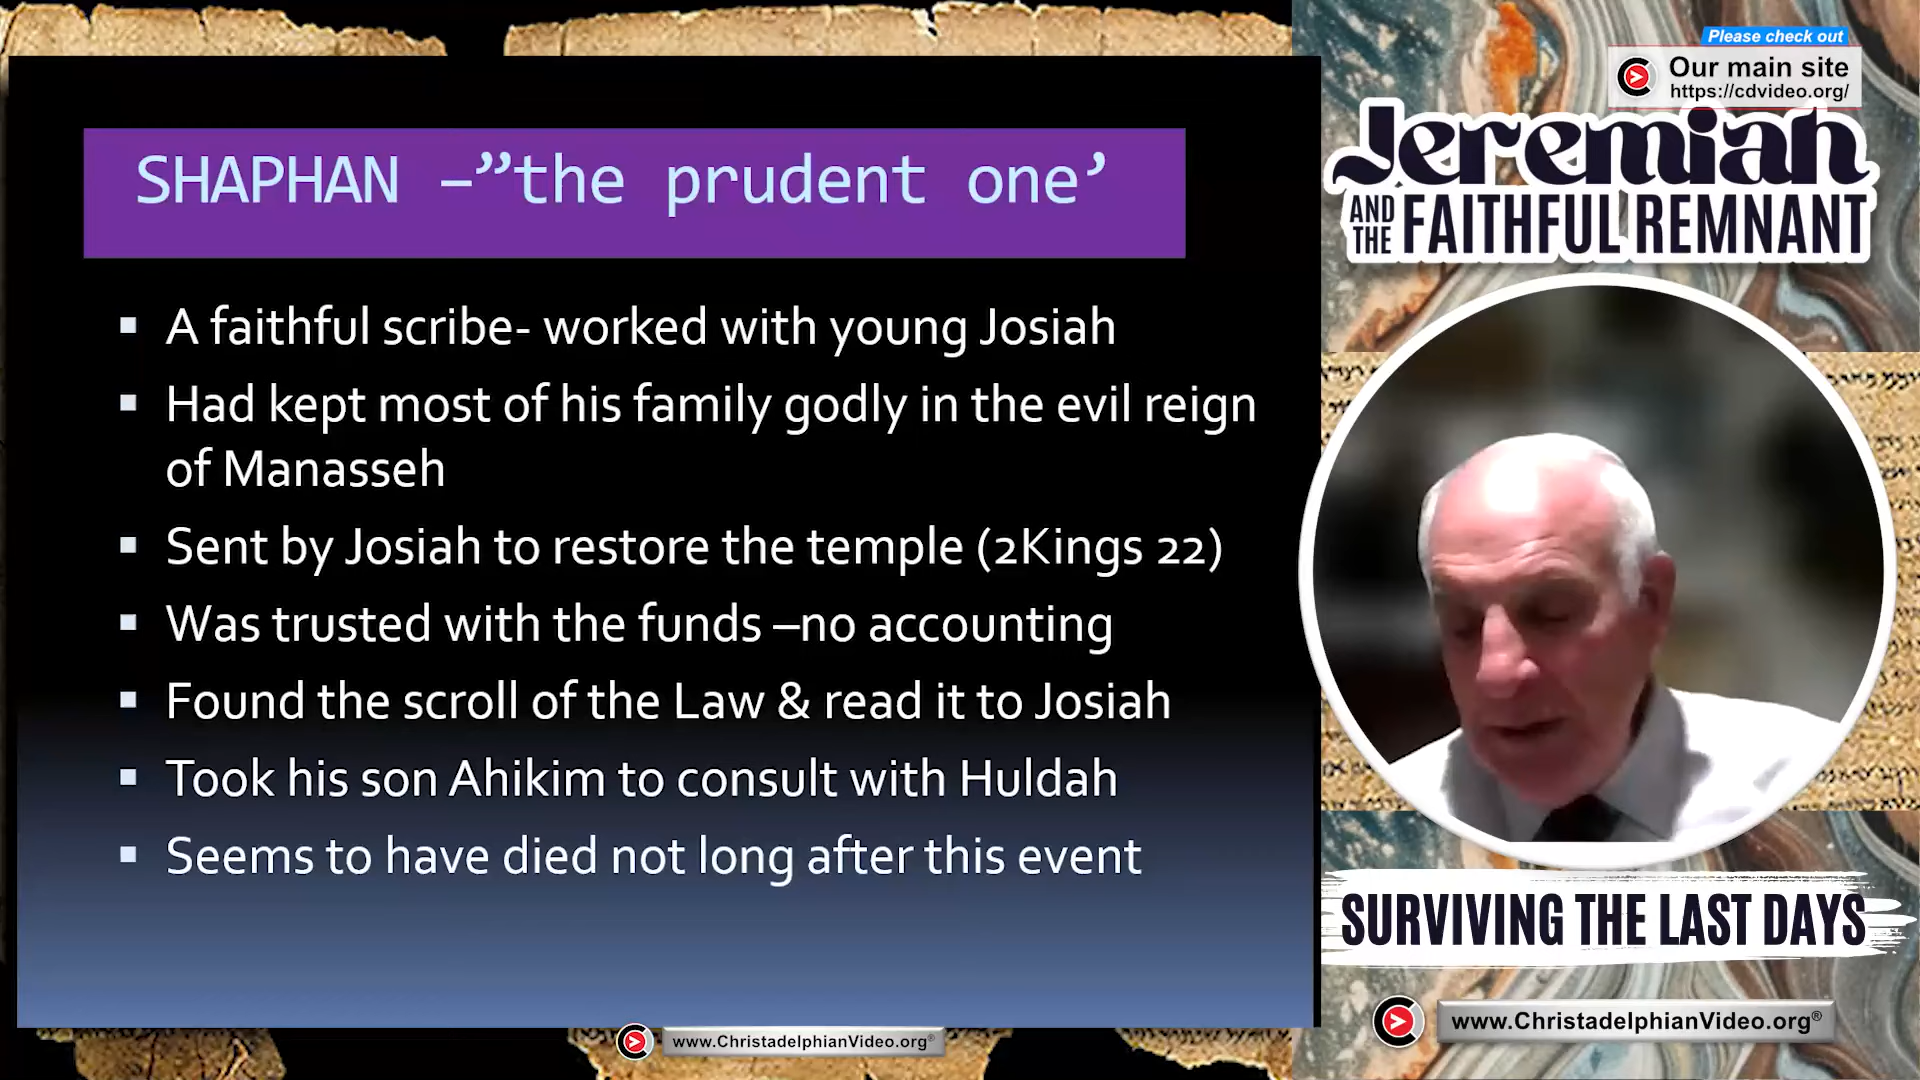 SHAPHAN –”the prudent one’
▪ A faithful scribe- worked with young Josiah
▪ Had kept most of his family godly in the evil reign
of Manasseh
▪ Sent by Josiah to restore the temple (2Kings 22)
▪ Was trusted with the funds –no accounting
▪ Found the scroll of the Law & read it to Josiah
▪ Took his son Ahikim to consult with Huldah
▪ Seems to have died not long after this event
www.ChristadelphianVideo.org®
Please check out
Our main site
https://cdvideo.org/
Jeremiah
AND THE FAITHFUL REMNANT
SURVIVING THE LAST DAYS
www.ChristadelphianVideo.org®